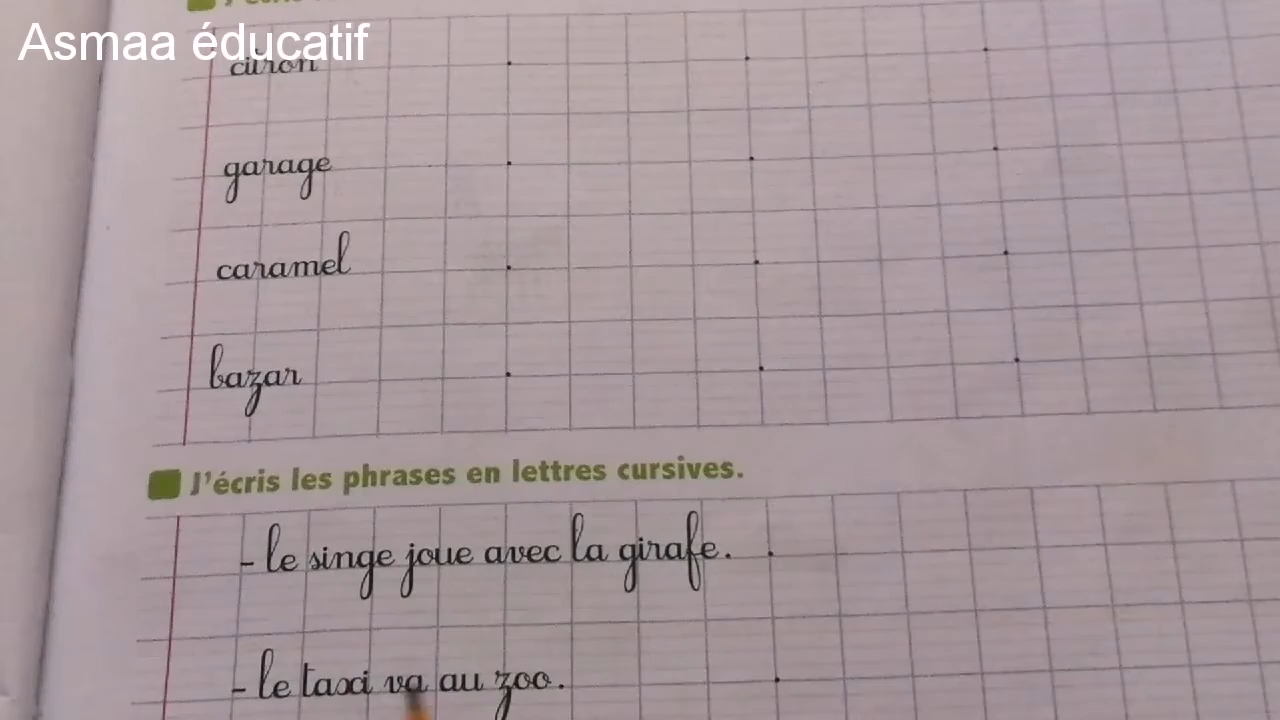 Asmaa éducatif
citron
garage
caramel
bazar
J'écris les phrases en lettres cursives.
- le singe joue avec la girafe.
- le taxi va au zoo.